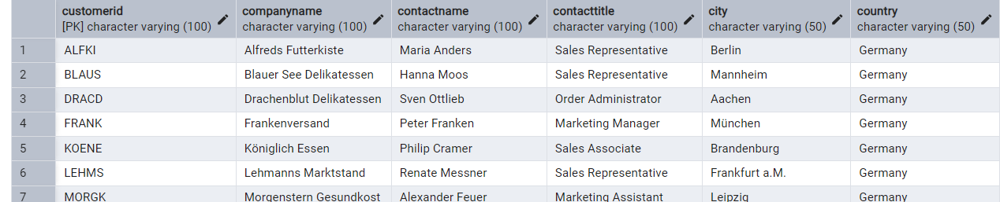 customerid companyname contactname contacttitle city country
[PK] character varying (100) character varying (100) character varying (100) character varying (100) character varying (50) character varying (50)
1 ALFKI Alfreds Futterkiste Maria Anders Sales Representative Berlin Germany
2 BLAUS Blauer See Delikatessen Hanna Moos Sales Representative Mannheim Germany
3 DRACD Drachenblut Delikatessen Sven Ottlieb Order Administrator Aachen Germany
4 FRANK Frankenversand Peter Franken Marketing Manager München Germany
5 KOENE Königlich Essen Philip Cramer Sales Associate Brandenburg Germany
6 LEHMS Lehmanns Marktstand Renate Messner Sales Representative Frankfurt a.M. Germany
7 MORGK Morgenstern Gesundkost Alexander Feuer Marketing Assistant Leipzig Germany